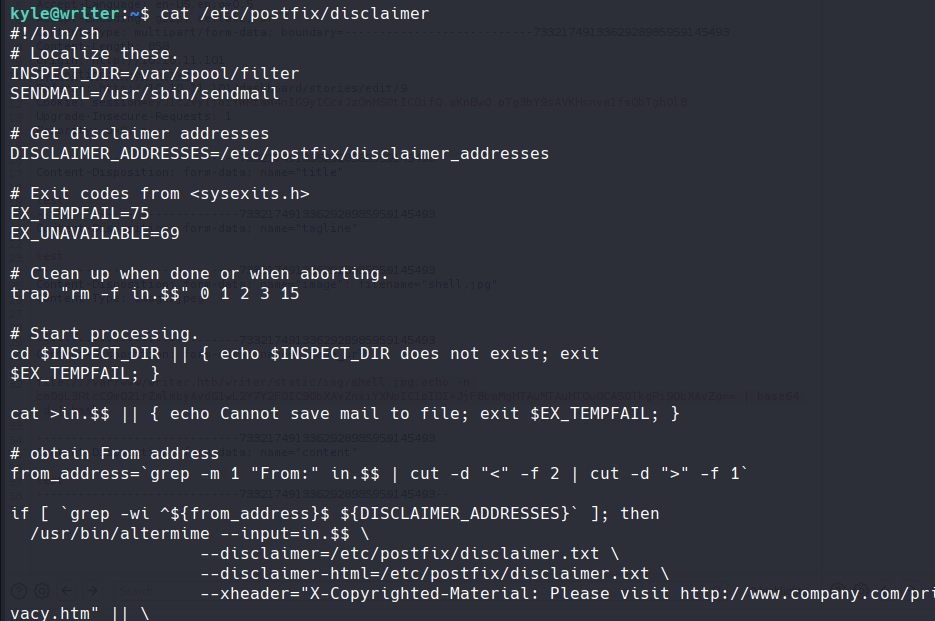 kyle@writer:~$ cat /etc/postfix/disclaimer
#!/bin/sh
# Localize these.
INSPECT_DIR=/var/spool/filter
SENDMAIL=/usr/sbin/sendmail
# Get disclaimer addresses
DISCLAIMER_ADDRESSES=/etc/postfix/disclaimer_addresses
# Exit codes from <sysexits.h>
EX_TEMPFAIL=75
EX_UNAVAILABLE=69
# Clean up when done or when aborting.
trap "rm -f in.$$" 0 1 2 3 15
# Start processing.
cd $INSPECT_DIR || { echo $INSPECT_DIR does not exist; exit
$EX_TEMPFAIL; }
cat >in.$$ || { echo Cannot save mail to file; exit $EX_TEMPFAIL; }
# obtain From address
from_address=`grep -m 1 "From:" in.$$ | cut -d "<" -f 2 | cut -d ">" -f 1`
if [ `grep -wi ^${from_address}$ ${DISCLAIMER_ADDRESSES}` ]; then
/usr/bin/altermime --input=in.$$ \
--disclaimer=/etc/postfix/disclaimer.txt \
--disclaimer-html=/etc/postfix/disclaimer.txt \
--xheader="X-Copyrighted-Material: Please visit http://www.company.com/pri
vacy.htm" || \